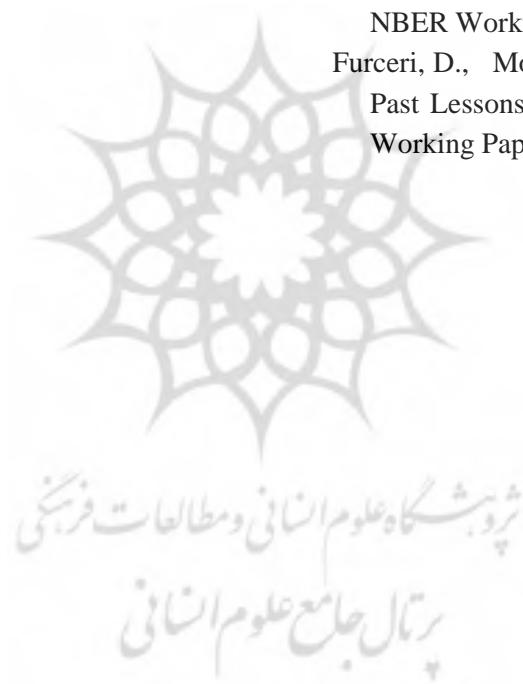 NBER Work
Furceri, D., Mo
Past Lessons
Working Pap
پژوهشگاه علوم انسانی و مطالعات فرهنگی
پرتال جامع علوم انسانی